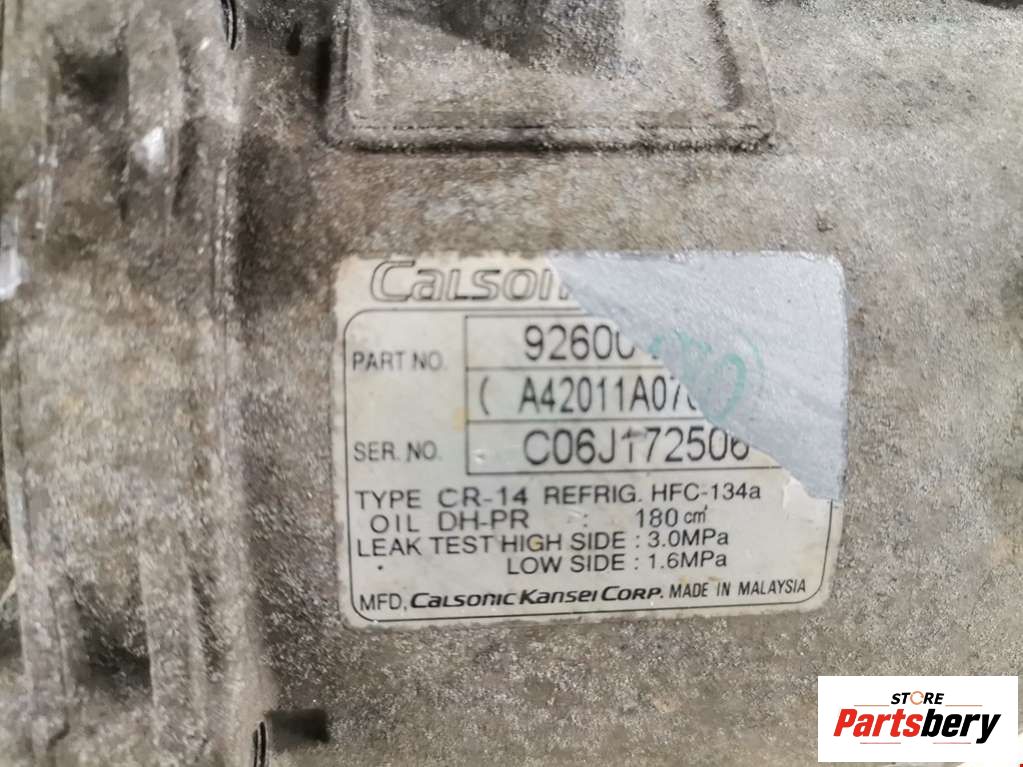 CALSONI
PART NO. 92600
( A42011A07
SER. NO. C06J172506
TYPE CR-14 REFRIG. HFC-134a
OIL DH-PR : 180 cm³
LEAK TEST HIGH SIDE : 3.0MPa
LOW SIDE : 1.6MPa
MFD. CALSONIC KANSEI CORP. MADE IN MALAYSIA
STORE
Partsbery